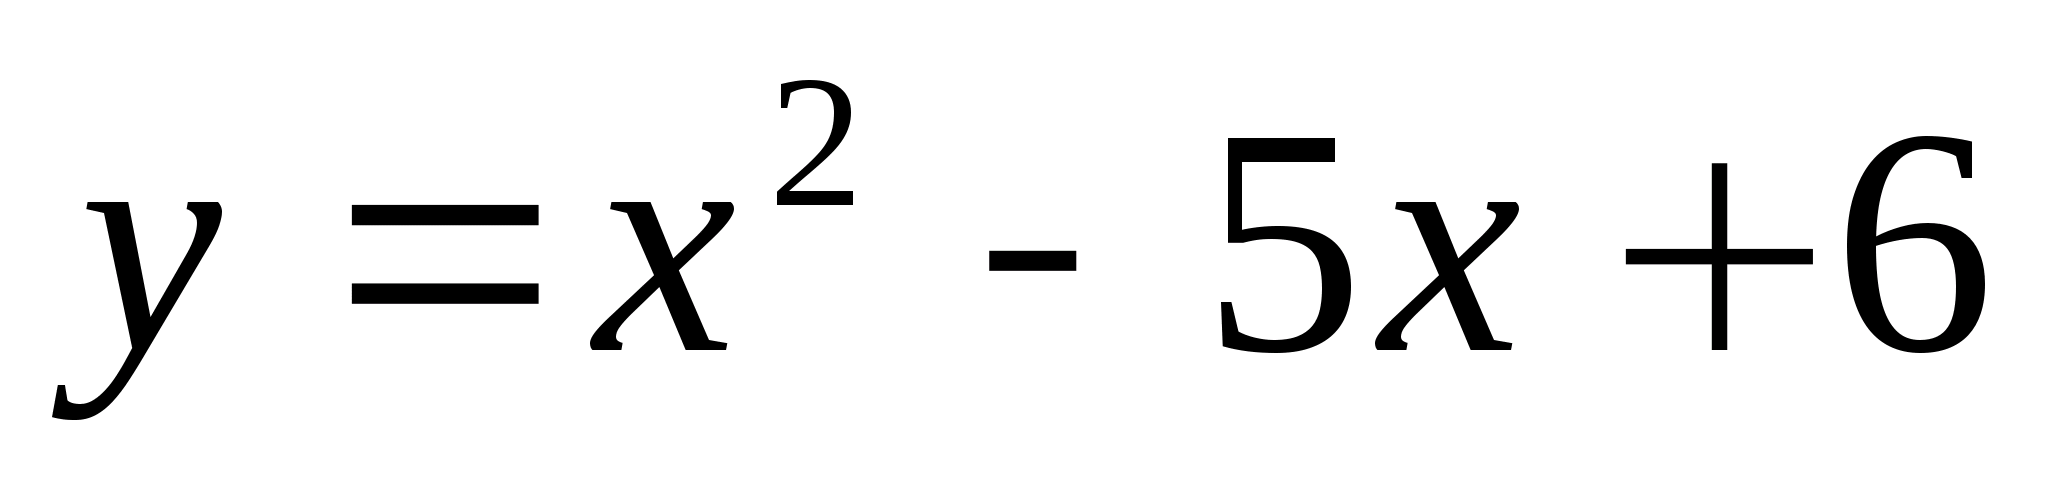 y = x² - 5x + 6